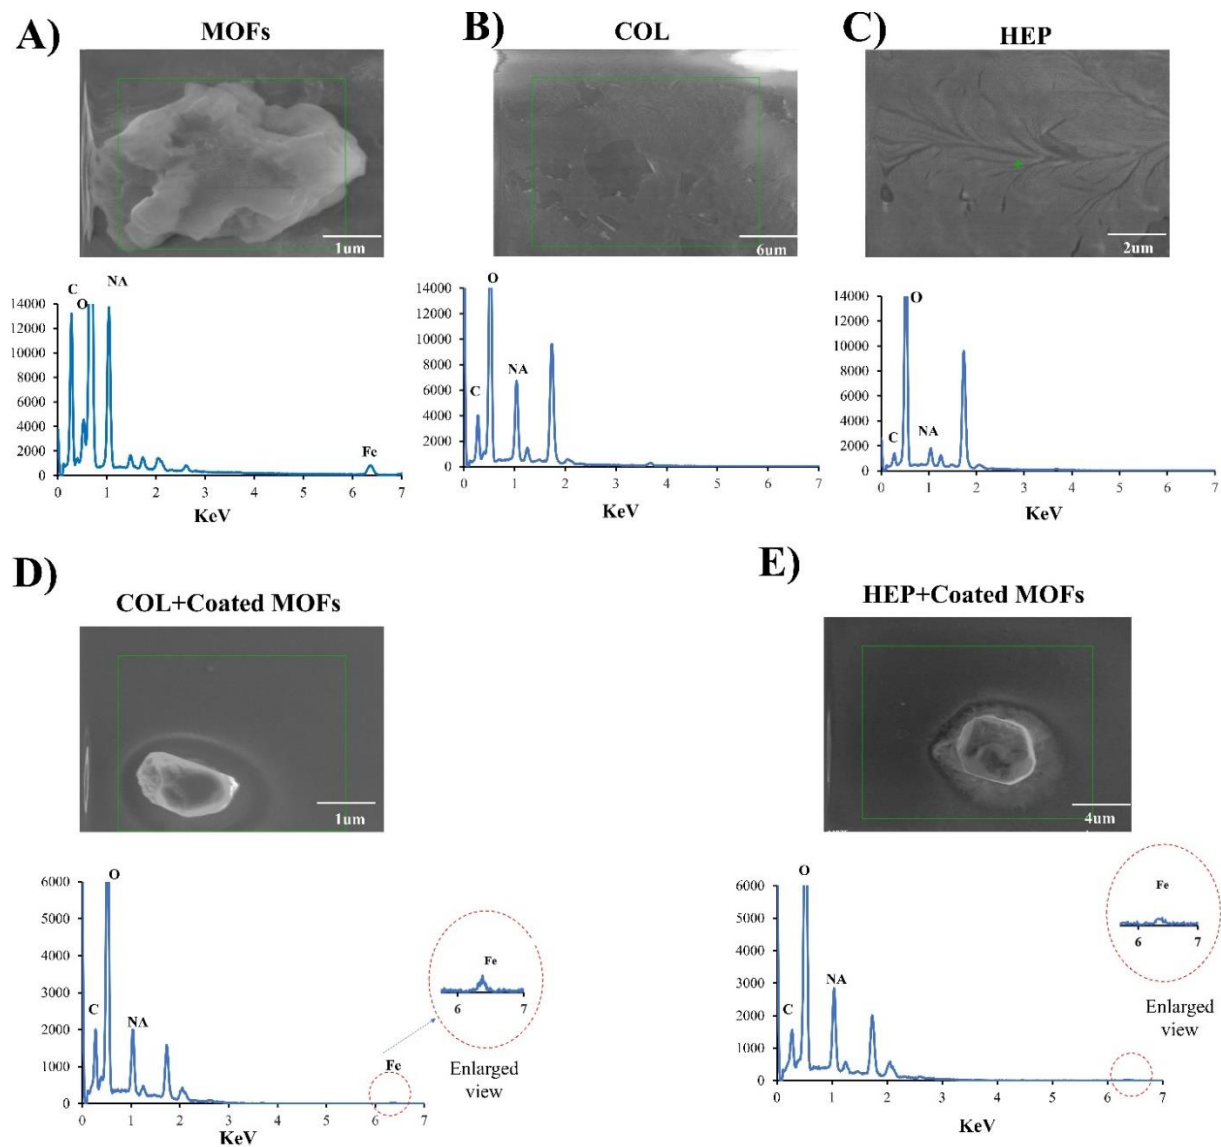 A)
MOFs
B)
COL
C)
HEP
1um
6um
2um
C
O
NA
Fe
14000
12000
10000
8000
6000
4000
2000
0
0 1 2 3 4 5 6 7
KeV
O
C
NA
14000
12000
10000
8000
6000
4000
2000
0
0 1 2 3 4 5 6 7
KeV
O
C
NA
14000
12000
10000
8000
6000
4000
2000
0
0 1 2 3 4 5 6 7
KeV
D)
COL+Coated MOFs
1um
E)
HEP+Coated MOFs
4um
O
C
NA
Fe
6000
5000
4000
3000
2000
1000
0
0 1 2 3 4 5 6 7
KeV
Fe
6 7
Enlarged
view
O
C
NA
6000
5000
4000
3000
2000
1000
0
0 1 2 3 4 5 6 7
KeV
Fe
6 7
Enlarged
view